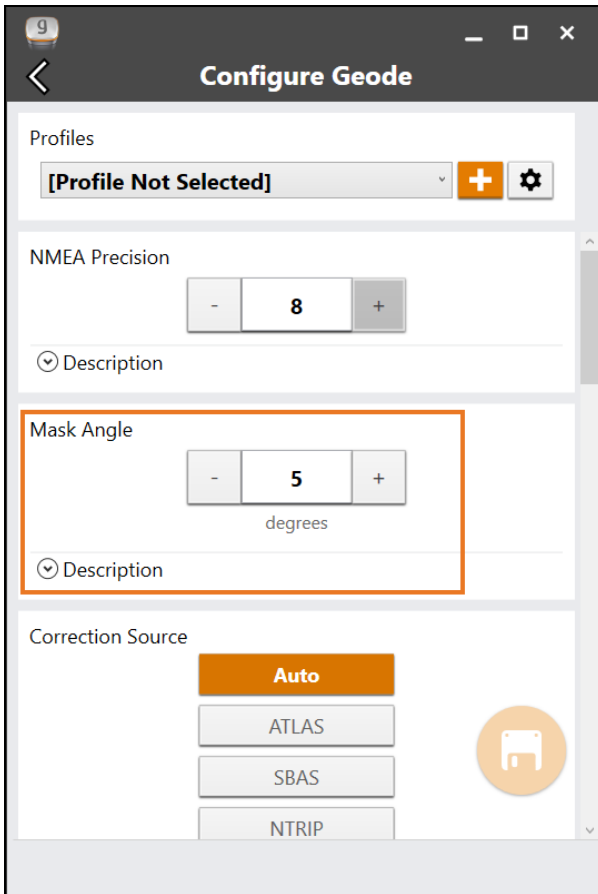 g
Configure Geode
Profiles
[Profile Not Selected]
NMEA Precision
- 8 +
Description
Mask Angle
- 5 +
degrees
Description
Correction Source
Auto
ATLAS
SBAS
NTRIP